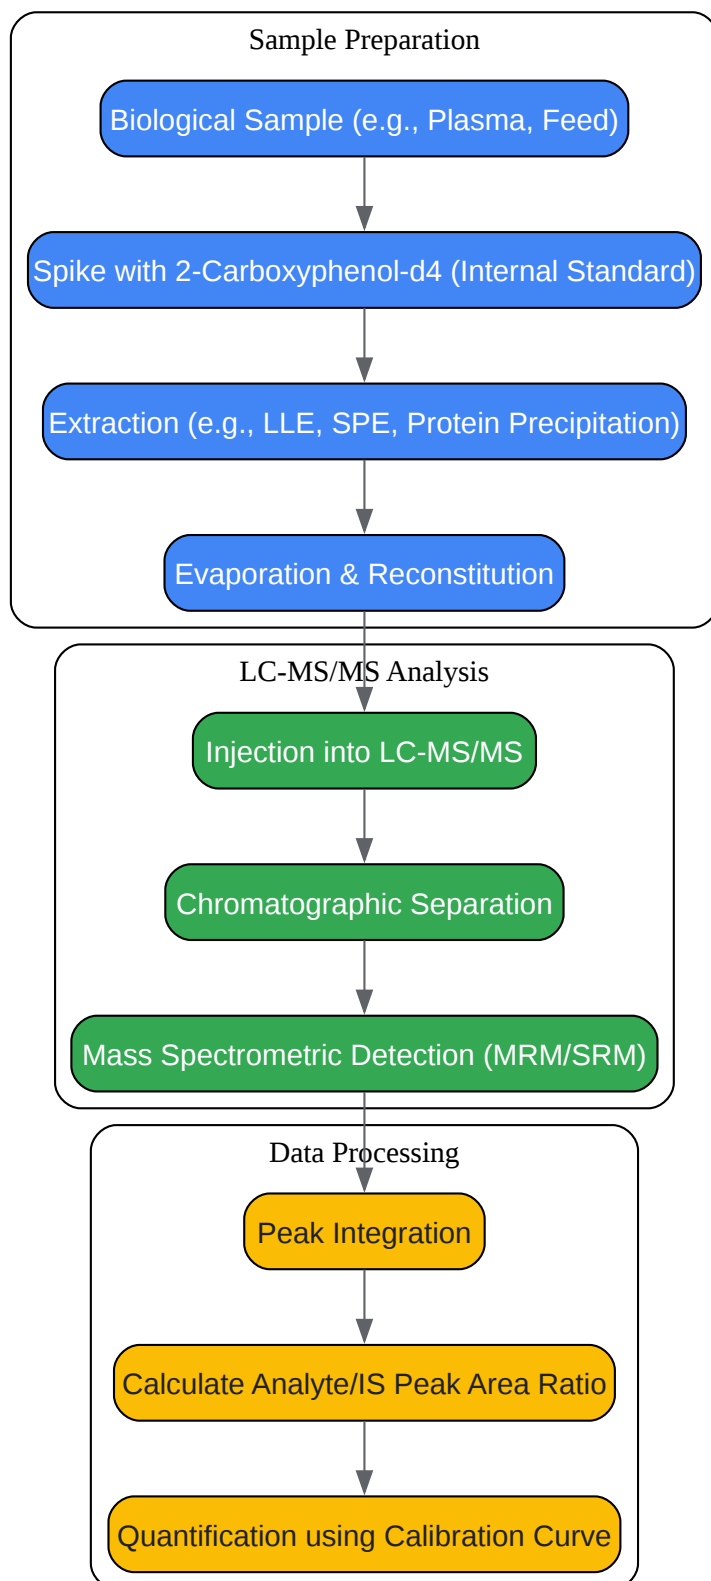 Sample Preparation
Biological Sample (e.g., Plasma, Feed)
Spike with 2-Carboxyphenol-d4 (Internal Standard)
Extraction (e.g., LLE, SPE, Protein Precipitation)
Evaporation & Reconstitution
LC-MS/MS Analysis
Injection into LC-MS/MS
Chromatographic Separation
Mass Spectrometric Detection (MRM/SRM)
Data Processing
Peak Integration
Calculate Analyte/IS Peak Area Ratio
Quantification using Calibration Curve